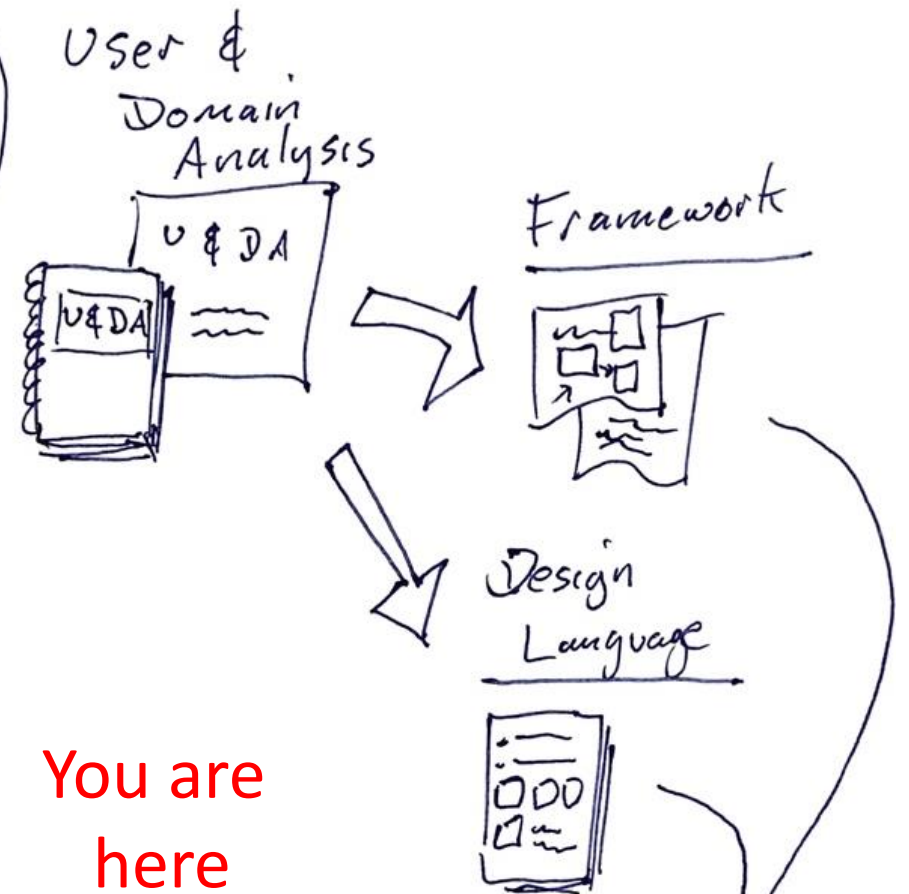 User &
Domain
Analysis
U & DA
U & DA
Framework
Design
Language
You are
here